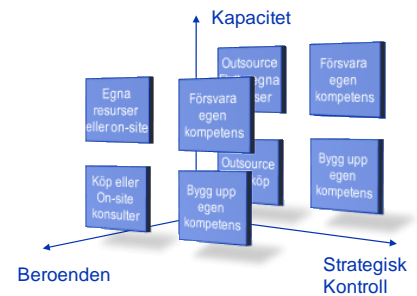 Kapacitet
Outsource
egna
ser
Försvara
egen
kompetens
Egna
resurser
eller on-site
Försvara
egen
kompetens
Outsource
köp
Bygg upp
egen
kompetens
Köp eller
On-site
konsulter
Bygg upp
egen
kompetens
Beroenden
Strategisk
Kontroll